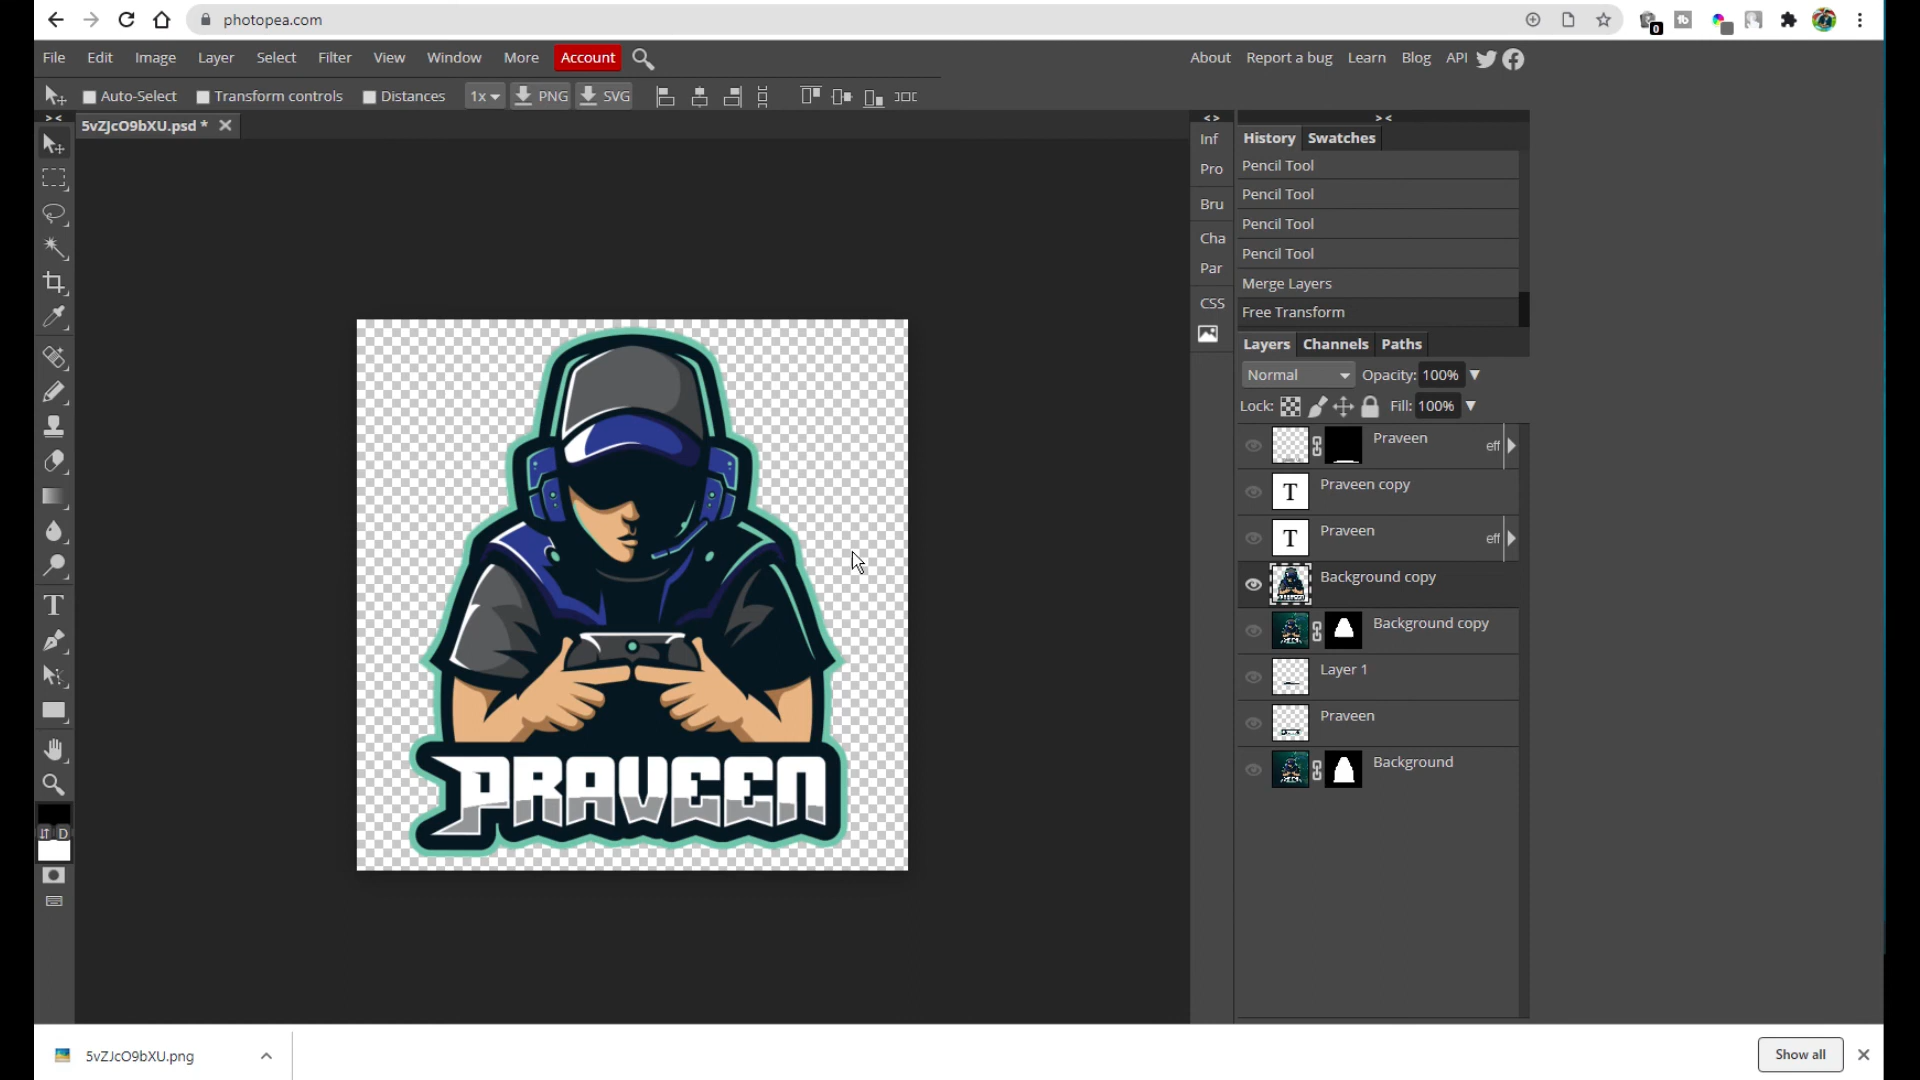 photopea.com
0
File Edit Image Layer Select Filter View Window More Account
About Report a bug Learn Blog API
Auto-Select Transform controls Distances 1x PNG SVG
5vZJcO9bXU.psd *
Inf
Pro
Bru
Cha
Par
CSS
History Swatches
Pencil Tool
Pencil Tool
Pencil Tool
Pencil Tool
Merge Layers
Free Transform
Layers Channels Paths
Normal Opacity: 100%
Lock: Fill: 100%
Praveen eff
T Praveen copy
T Praveen eff
Background copy
Background copy
Layer 1
Praveen
Background
T
D
PRAVEEN
5vZJcO9bXU.png
Show all